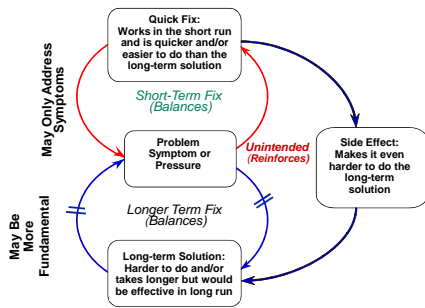 Quick Fix:
Works in the short run
and is quicker and/or
easier to do than the
long-term solution
May Only Address
Symptoms
Short-Term Fix
(Balances)
Problem
Symptom or
Pressure
Unintended
(Reinforces)
Side Effect:
Makes it even
harder to do the
long-term
solution
May Be
More
Fundamental
Longer Term Fix
(Balances)
Long-term Solution:
Harder to do and/or
takes longer but would
be effective in long run